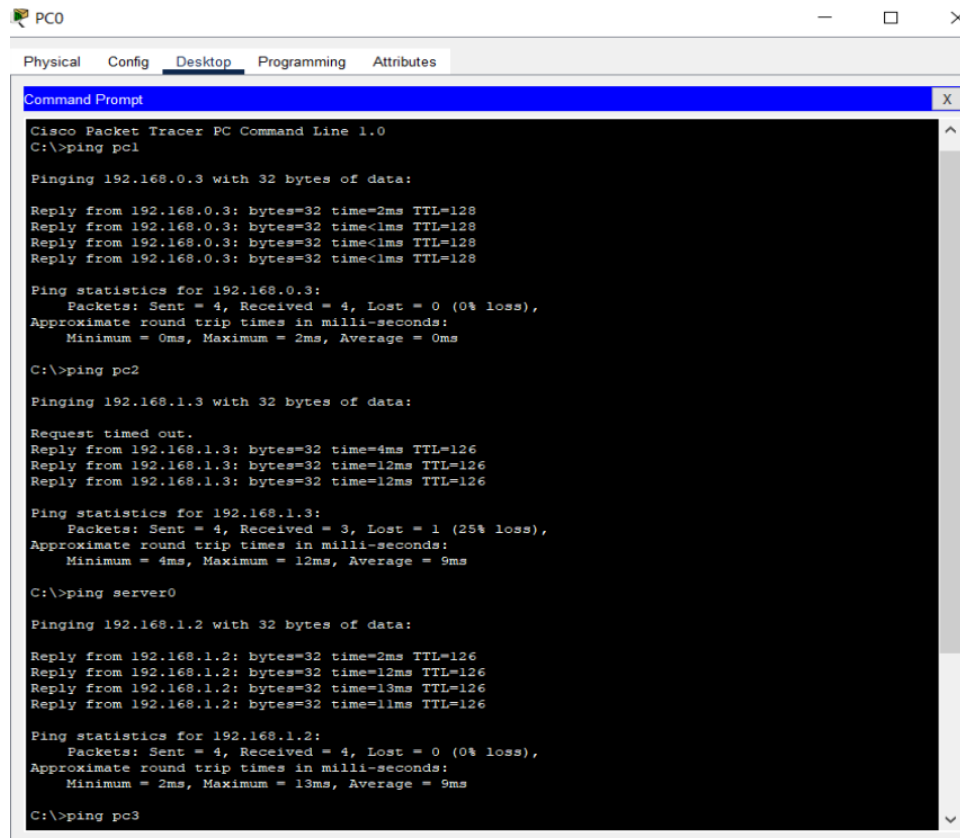 PC0
Physical Config Desktop Programming Attributes
Command Prompt
X
Cisco Packet Tracer PC Command Line 1.0
C:\>ping pc1
Pinging 192.168.0.3 with 32 bytes of data:
Reply from 192.168.0.3: bytes=32 time=2ms TTL=128
Reply from 192.168.0.3: bytes=32 time<1ms TTL=128
Reply from 192.168.0.3: bytes=32 time<1ms TTL=128
Reply from 192.168.0.3: bytes=32 time<1ms TTL=128
Ping statistics for 192.168.0.3:
Packets: Sent = 4, Received = 4, Lost = 0 (0% loss),
Approximate round trip times in milli-seconds:
Minimum = 0ms, Maximum = 2ms, Average = 0ms
C:\>ping pc2
Pinging 192.168.1.3 with 32 bytes of data:
Request timed out.
Reply from 192.168.1.3: bytes=32 time=4ms TTL=126
Reply from 192.168.1.3: bytes=32 time=12ms TTL=126
Reply from 192.168.1.3: bytes=32 time=12ms TTL=126
Ping statistics for 192.168.1.3:
Packets: Sent = 4, Received = 3, Lost = 1 (25% loss),
Approximate round trip times in milli-seconds:
Minimum = 4ms, Maximum = 12ms, Average = 9ms
C:\>ping server0
Pinging 192.168.1.2 with 32 bytes of data:
Reply from 192.168.1.2: bytes=32 time=2ms TTL=126
Reply from 192.168.1.2: bytes=32 time=12ms TTL=126
Reply from 192.168.1.2: bytes=32 time=13ms TTL=126
Reply from 192.168.1.2: bytes=32 time=11ms TTL=126
Ping statistics for 192.168.1.2:
Packets: Sent = 4, Received = 4, Lost = 0 (0% loss),
Approximate round trip times in milli-seconds:
Minimum = 2ms, Maximum = 13ms, Average = 9ms
C:\>ping pc3